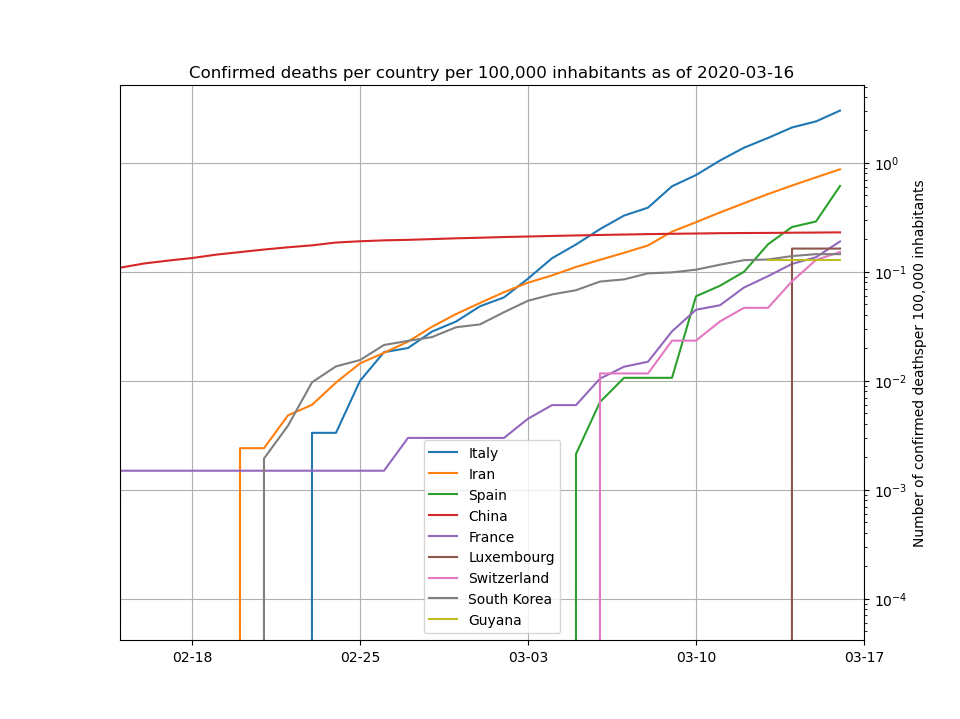 Confirmed deaths per country per 100,000 inhabitants as of 2020-03-16
10⁰
10⁻¹
10⁻²
10⁻³
10⁻⁴
Number of confirmed deathsper 100,000 inhabitants
Italy
Iran
Spain
China
France
Luxembourg
Switzerland
South Korea
Guyana
02-18
02-25
03-03
03-10
03-17